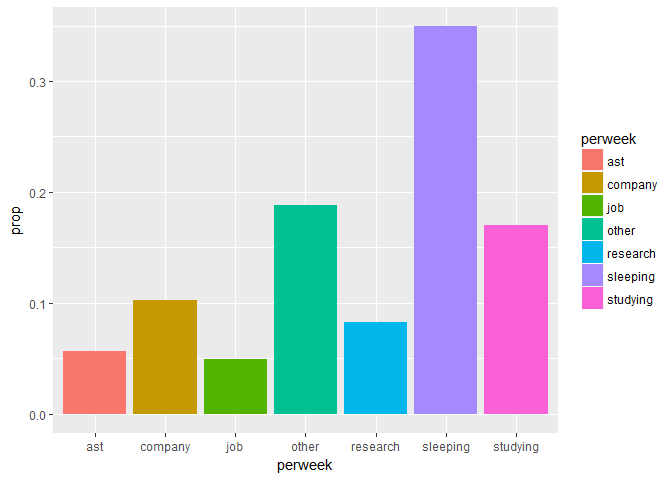 prop
0.3
0.2
0.1
0.0
ast company job other research sleeping studying
perweek
perweek
ast
company
job
other
research
sleeping
studying